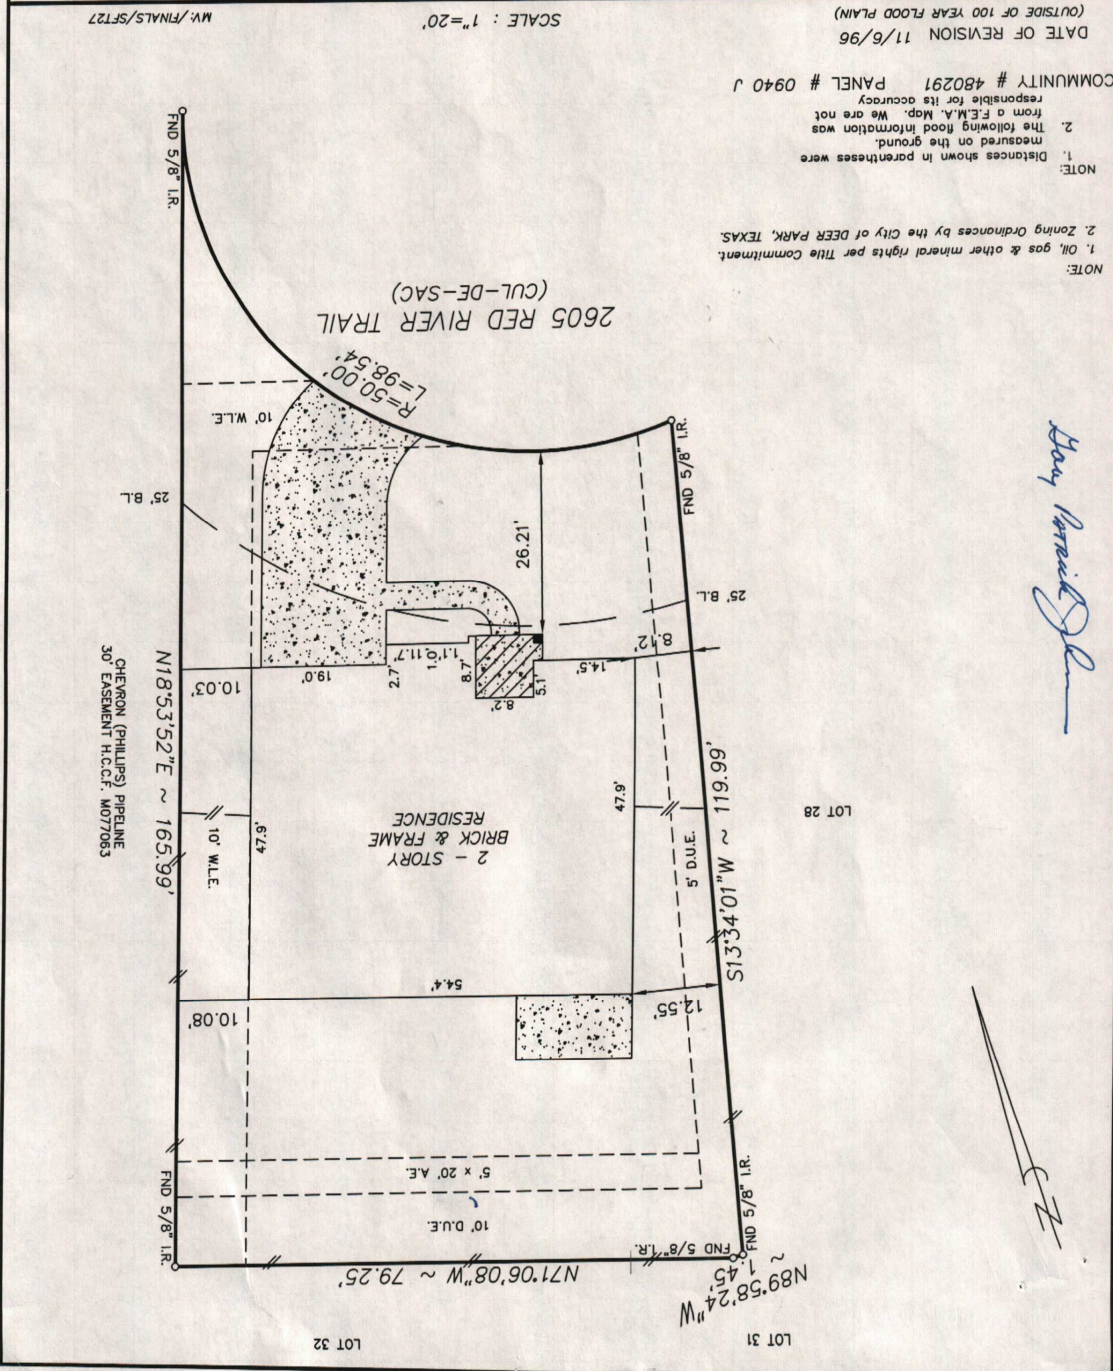 LOT 31
LOT 32
N89°58'24"W
~ 1.45'
N71°06'08"W ~ 79.25'
FND 5/8" I.R.
FND 5/8" I.R.
FND 5/8" I.R.
10' D.U.E.
5' x 20' A.E.
12.55'
54.4'
10.08'
S13°34'01"W ~ 119.99'
5' D.U.E.
LOT 28
47.9'
2 - STORY
BRICK & FRAME
RESIDENCE
47.9'
10' W.L.E.
N18°53'52"E ~ 165.99'
CHEVRON (PHILLIPS) PIPELINE
30' EASEMENT H.C.C.F. M077063
8.12'
14.5'
5.1'
8.2'
8.7'
1.1'
1.0'
11.7'
2.7'
19.0'
10.03'
25' B.L.
26.21'
25' B.L.
FND 5/8" I.R.
10' W.L.E.
R=50.00'
L=98.54'
2605 RED RIVER TRAIL
(CUL-DE-SAC)
FND 5/8" I.R.
NOTE:
1. Oil, gas & other mineral rights per Title Commitment.
2. Zoning Ordinances by the City of DEER PARK, TEXAS.
NOTE:
1. Distances shown in parentheses were
measured on the ground.
2. The following flood information was
from a F.E.M.A. Map. We are not
responsible for its accuracy
COMMUNITY # 480291 PANEL # 0940 J
DATE OF REVISION 11/6/96
(OUTSIDE OF 100 YEAR FLOOD PLAIN)
SCALE : 1"=20'
MV:/FINALS/SFT27